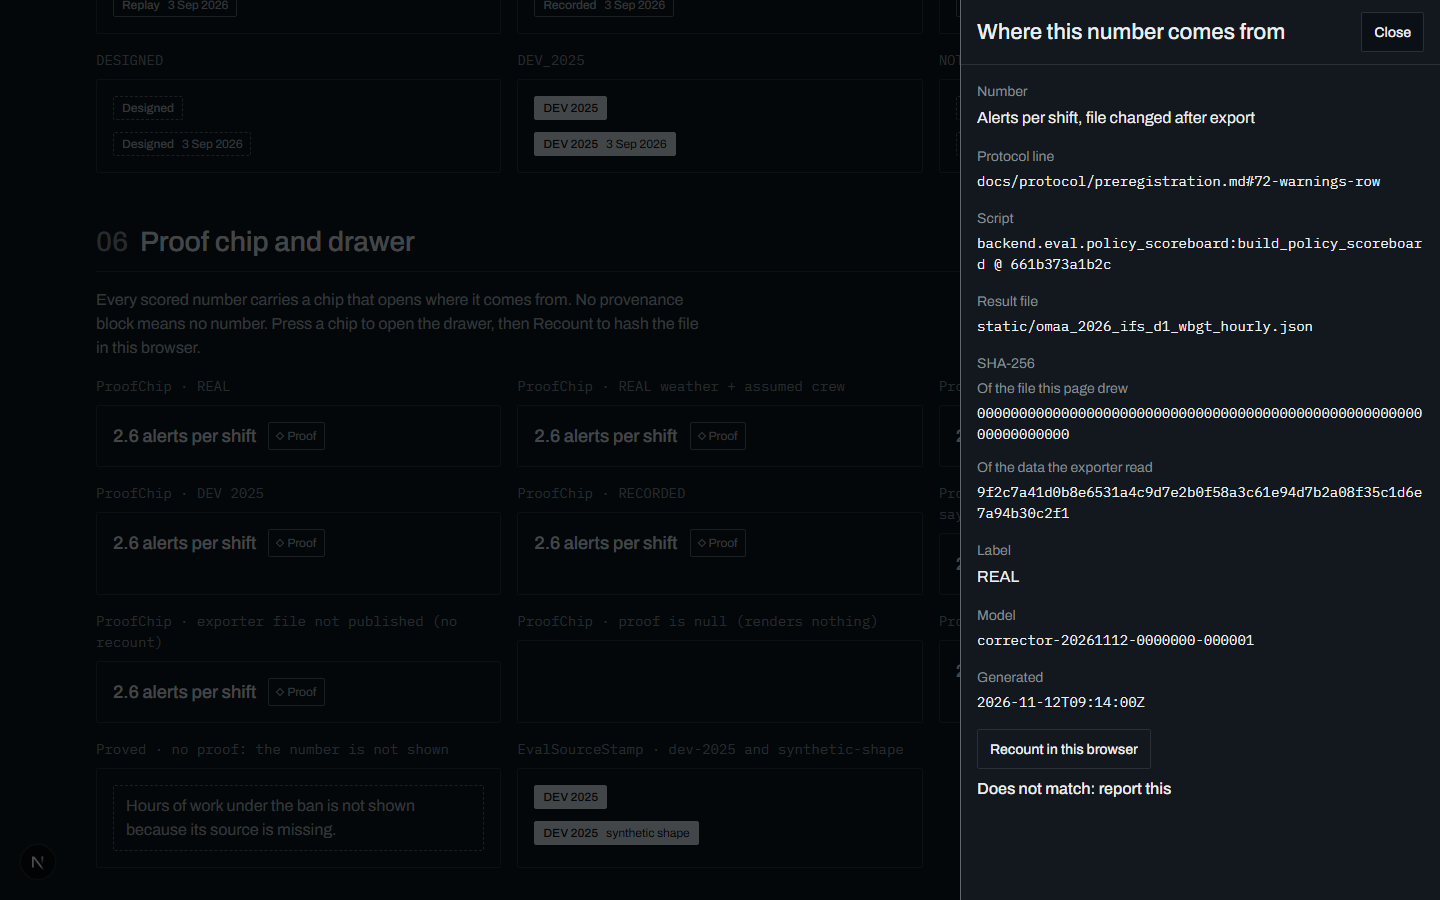 Replay 3 Sep 2026
Recorded 3 Sep 2026
DESIGNED
DEV_2025
Designed
DEV 2025
Designed 3 Sep 2026
DEV 2025 3 Sep 2026
06 Proof chip and drawer
Every scored number carries a chip that opens where it comes from. No provenance
block means no number. Press a chip to open the drawer, then Recount to hash the file
in this browser.
ProofChip · REAL
ProofChip · REAL weather + assumed crew
2.6 alerts per shift ◇ Proof
2.6 alerts per shift ◇ Proof
ProofChip · DEV 2025
ProofChip · RECORDED
2.6 alerts per shift ◇ Proof
2.6 alerts per shift ◇ Proof
ProofChip · exporter file not published (no
recount)
ProofChip · proof is null (renders nothing)
2.6 alerts per shift ◇ Proof
Proved · no proof: the number is not shown
EvalSourceStamp · dev-2025 and synthetic-shape
Hours of work under the ban is not shown
because its source is missing.
DEV 2025
DEV 2025 synthetic shape
N
Where this number comes from
Close
Number
Alerts per shift, file changed after export
Protocol line
docs/protocol/preregistration.md#72-warnings-row
Script
backend.eval.policy_scoreboard:build_policy_scoreboar
d @ 661b373a1b2c
Result file
static/omaa_2026_ifs_d1_wbgt_hourly.json
SHA-256
Of the file this page drew
00000000000000000000000000000000000000000000000000000
00000000000
Of the data the exporter read
9f2c7a41d0b8e6531a4c9d7e2b0f58a3c61e94d7b2a08f35c1d6e
7a94b30c2f1
Label
REAL
Model
corrector-20261112-0000000-000001
Generated
2026-11-12T09:14:00Z
Recount in this browser
Does not match: report this